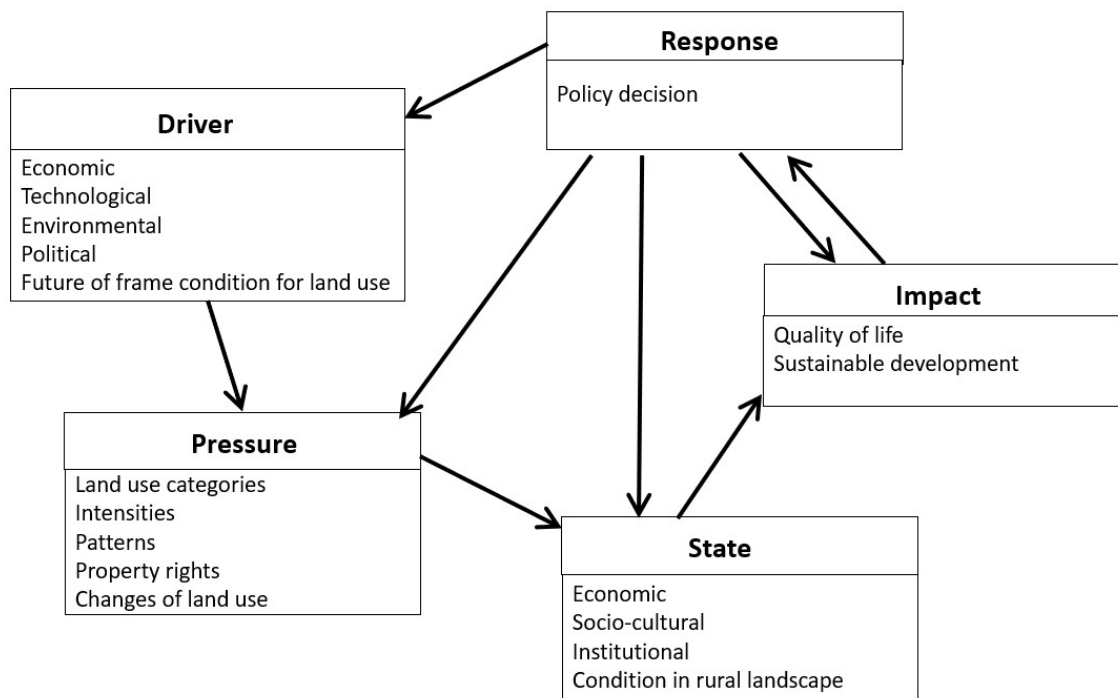 Response
Policy decision
Driver
Economic
Technological
Environmental
Political
Future of frame condition for land use
Impact
Quality of life
Sustainable development
Pressure
Land use categories
Intensities
Patterns
Property rights
Changes of land use
State
Economic
Socio-cultural
Institutional
Condition in rural landscape